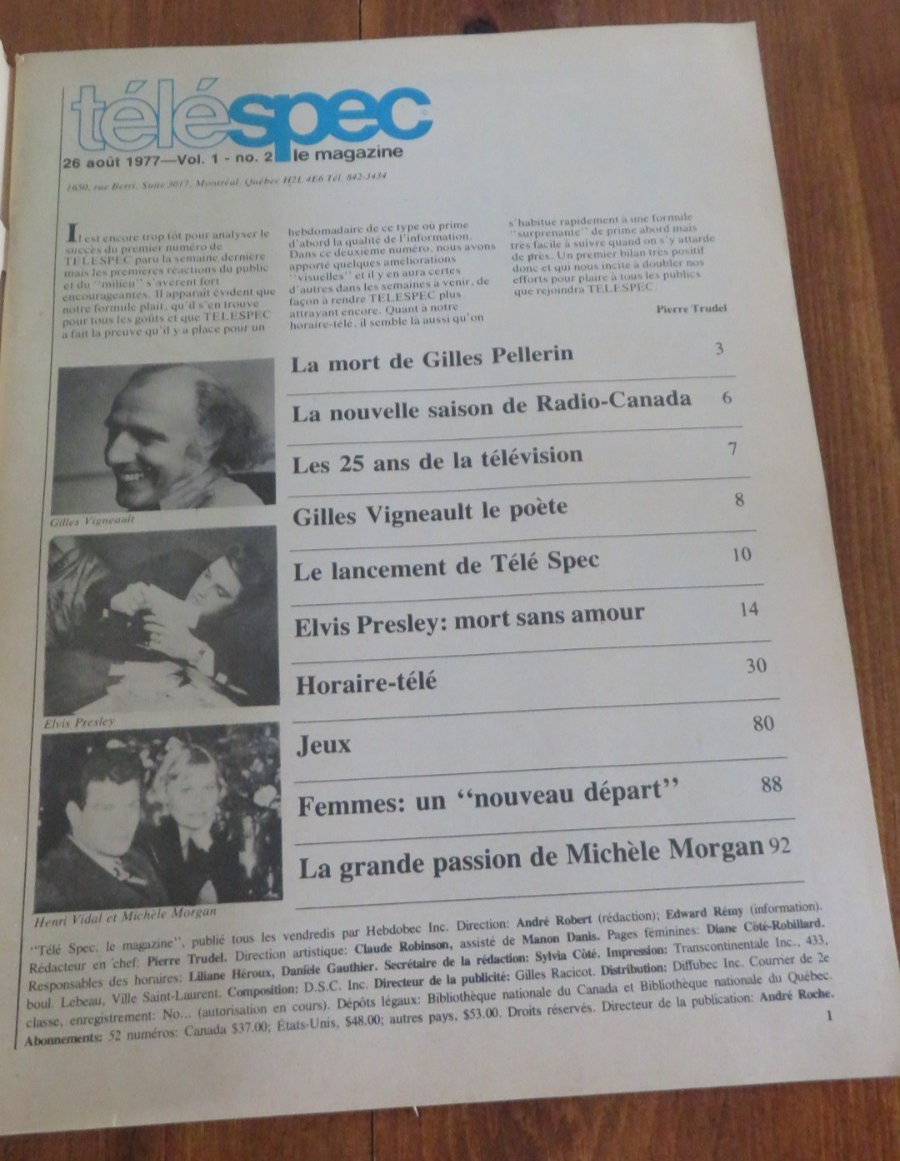 téléspec
26 août 1977—Vol. 1 - no. 2 le magazine
1650, rue Berri, Suite 3017, Montréal, Québec H2L 4E6 Tél. 842-3454
Il est encore trop tôt pour analyser le
succès du premier numéro de
TELESPEC paru la semaine dernière
mais les premières réactions du public
et du "milieu" s'avèrent fort
encourageantes. Il apparaît évident que
notre formule plaît, qu'il s'en trouve
pour tous les goûts et que TELESPEC
a fait la preuve qu'il y a place pour un
hebdomadaire de ce type où prime
d'abord la qualité de l'information.
Dans ce deuxième numéro, nous avons
apporté quelques améliorations
"visuelles" et il y en aura certes
d'autres dans les semaines à venir, de
façon à rendre TELESPEC plus
attrayant encore. Quant à notre
horaire-télé, il semble là aussi qu'on
s'habitue rapidement à une formule
"surprenante" de prime abord mais
très facile à suivre quand on s'y attarde
de près. Un premier bilan très positif
donc et qui nous incite à doubler nos
efforts pour plaire à tous les publics
que rejoindra TELESPEC.
Pierre Trudel
La mort de Gilles Pellerin 3
La nouvelle saison de Radio-Canada 6
Les 25 ans de la télévision 7
Gilles Vigneault le poète 8
Le lancement de Télé Spec 10
Elvis Presley: mort sans amour 14
Horaire-télé 30
Jeux 80
Femmes: un "nouveau départ" 88
La grande passion de Michèle Morgan 92
Gilles Vigneault
Elvis Presley
Henri Vidal et Michèle Morgan
"Télé Spec, le magazine", publié tous les vendredis par Hebdobec Inc. Direction: André Robert (rédaction); Edward Rémy (information).
Rédacteur en chef: Pierre Trudel. Direction artistique: Claude Robinson, assisté de Manon Danis. Pages féminines: Diane Côté-Robillard.
Responsables des horaires: Liliane Héroux, Danièle Gauthier. Secrétaire de la rédaction: Sylvia Côté. Impression: Transcontinentale Inc., 433,
boul. Lebeau, Ville Saint-Laurent. Composition: D.S.C. Inc. Directeur de la publicité: Gilles Racicot. Distribution: Diffubec Inc. Courrier de 2e
classe, enregistrement: No... (autorisation en cours). Dépôts légaux: Bibliothèque nationale du Canada et Bibliothèque nationale du Québec.
Abonnements: 52 numéros: Canada $37.00; États-Unis, $48.00; autres pays, $53.00. Droits réservés. Directeur de la publication: André Roche.
1